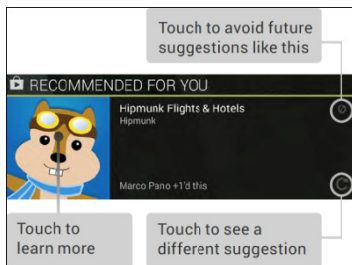 Touch to avoid future
suggestions like this
RECOMMENDED FOR YOU
Hipmunk Flights & Hotels
Hipmunk
Marco Pano +1'd this
Touch to
learn more
Touch to see a
different suggestion